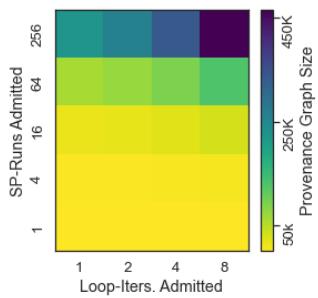 SP-Runs Admitted
256
64
16
4
1
1 2 4 8
Loop-Iters. Admitted
450K
250K
50k
Provenance Graph Size